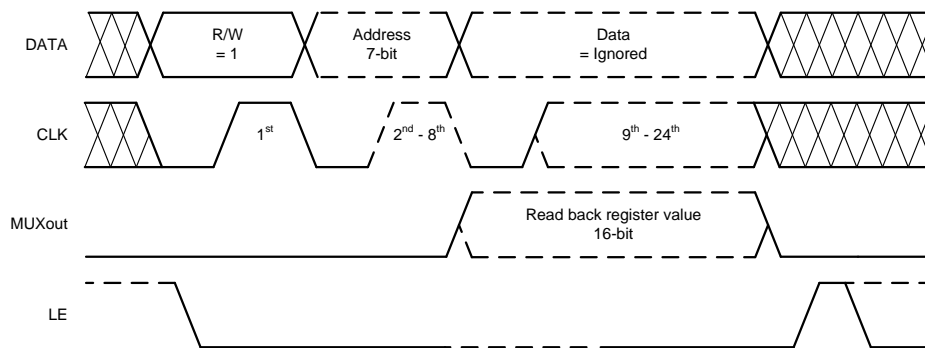 DATA
R/W
= 1
Address
7-bit
Data
= Ignored
CLK
1st
2nd - 8th
9th - 24th
MUXout
Read back register value
16-bit
LE